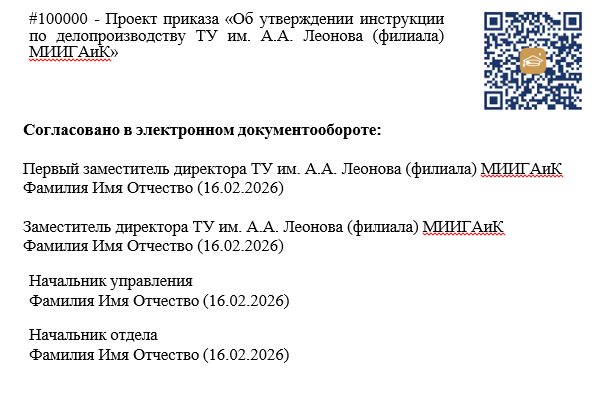 #100000 - Проект приказа «Об утверждении инструкции
по делопроизводству ТУ им. А.А. Леонова (филиала)
МИИГАиК»
Согласовано в электронном документообороте:
Первый заместитель директора ТУ им. А.А. Леонова (филиала) МИИГАиК
Фамилия Имя Отчество (16.02.2026)
Заместитель директора ТУ им. А.А. Леонова (филиала) МИИГАиК
Фамилия Имя Отчество (16.02.2026)
Начальник управления
Фамилия Имя Отчество (16.02.2026)
Начальник отдела
Фамилия Имя Отчество (16.02.2026)